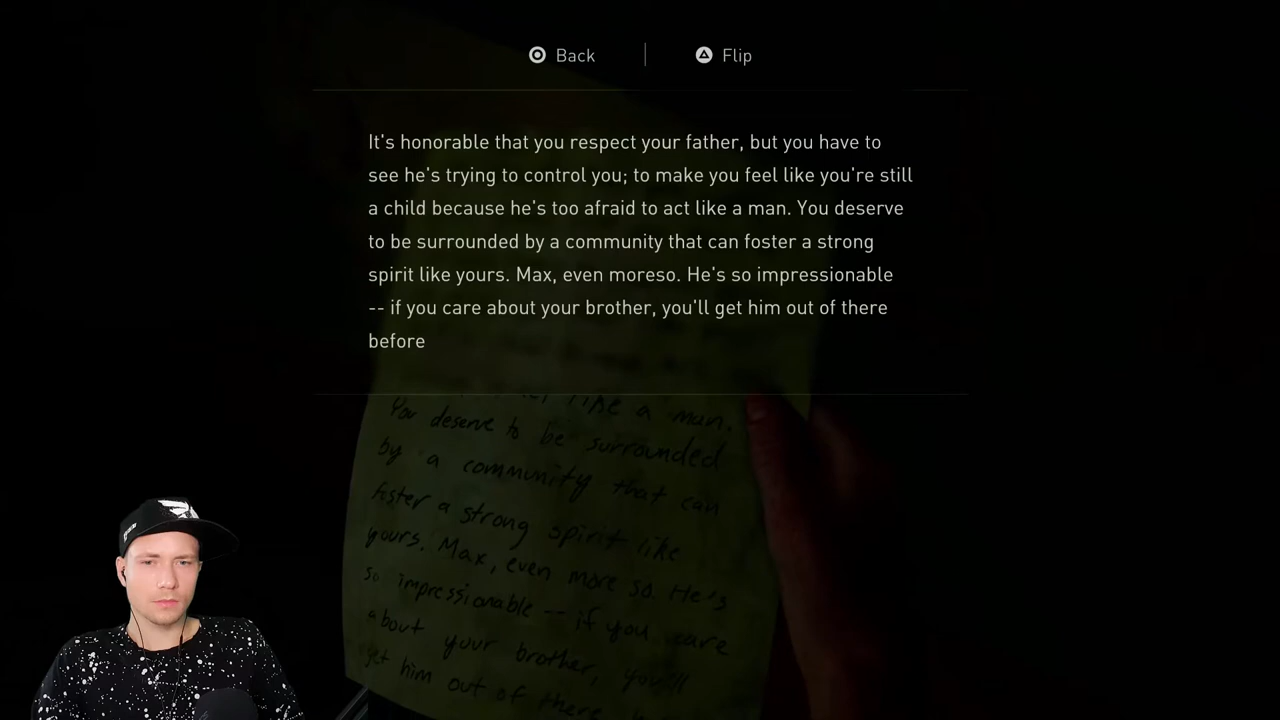 Back
Flip
It's honorable that you respect your father, but you have to
see he's trying to control you; to make you feel like you're still
a child because he's too afraid to act like a man. You deserve
to be surrounded by a community that can foster a strong
spirit like yours. Max, even moreso. He's so impressionable
-- if you care about your brother, you'll get him out of there
before
like a man.
You deserve to be surrounded
by a community that can
foster a strong spirit like
yours. Max, even more so. He's
so impressionable -- if you care
about your brother, you'll
get him out of there